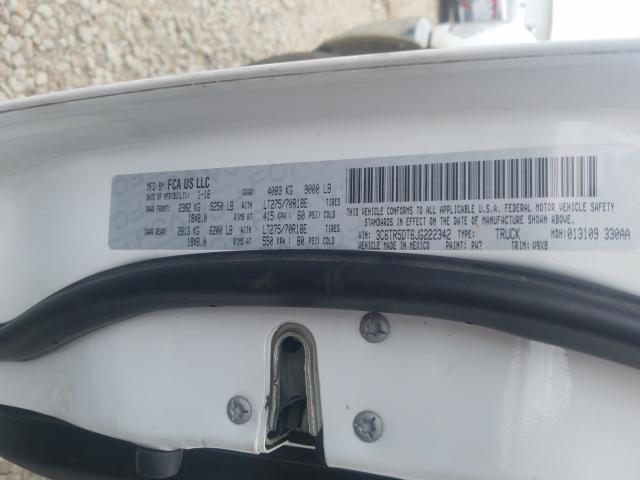 MFD BY FCA US LLC
DATE OF MFR(BUILT): 1-18 GVWR: 4083 KG 9000 LB
GAWR FRONT: 2382 KG 5250 LB WITH LT275/70R18E TIRES
18X8.0 RIMS AT 415 KPA( 60 PSI) COLD
GAWR REAR: 2813 KG 6200 LB WITH LT275/70R18E TIRES
18X8.0 RIMS AT 550 KPA( 80 PSI) COLD
THIS VEHICLE CONFORMS TO ALL APPLICABLE U.S.A. FEDERAL MOTOR VEHICLE SAFETY
STANDARDS IN EFFECT ON THE DATE OF MANUFACTURE SHOWN ABOVE
VIN: 3C6TR5DT6JG222342 TYPE: TRUCK MDH: 013109 330AA
VEHICLE MADE IN MEXICO PAINT: PW7 TRIM: V9X8